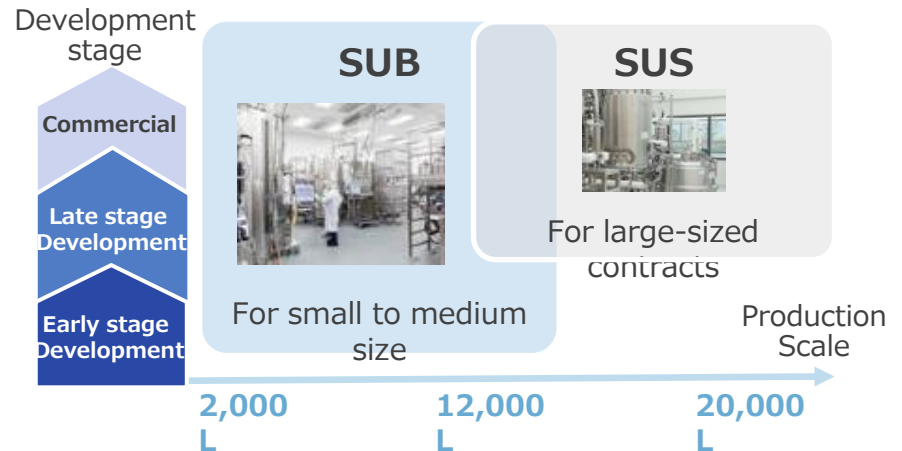 Development
stage
SUB
SUS
Commercial
Late stage
Development
For large-sized
contracts
Early stage
Development
For small to medium
size
Production
Scale
2,000
L
12,000
L
20,000
L